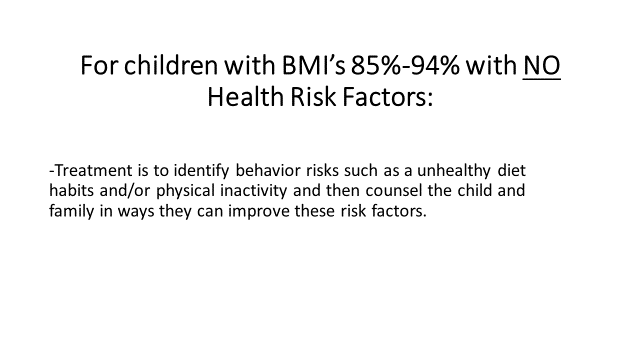 For children with BMI’s 85%-94% with NO
Health Risk Factors:
-Treatment is to identify behavior risks such as a unhealthy diet
habits and/or physical inactivity and then counsel the child and
family in ways they can improve these risk factors.